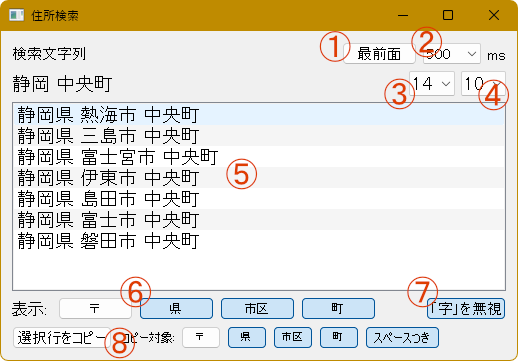 住所検索
検索文字列 ① 最前面 ② 500 ms
静岡 中央町 ③ 14 ④ 10
静岡県 熱海市 中央町
静岡県 三島市 中央町
静岡県 富士宮市 中央町
静岡県 伊東市 中央町 ⑤
静岡県 島田市 中央町
静岡県 富士市 中央町
静岡県 磐田市 中央町
表示: 〒 ⑥ 県 市区 町 ⑦ 「字」を無視
選択行をコピー ⑧ コピー対象: 〒 県 市区 町 スペースつき